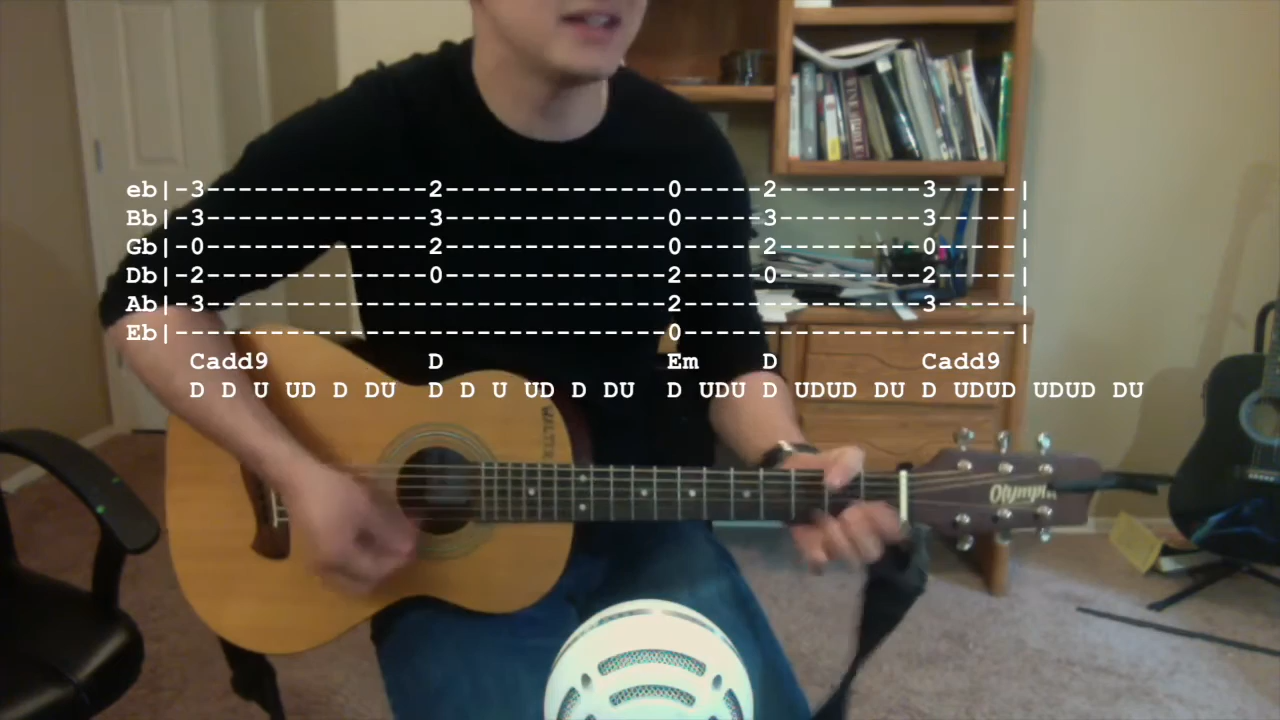 eb|-3--------------2--------------0-----2---------3-----|
Bb|-3--------------3--------------0-----3---------3-----|
Gb|-0--------------2--------------0-----2---------0-----|
Db|-2--------------0--------------2-----0---------2-----|
Ab|-3-----------------------------2---------------3-----|
Eb|-------------------------------0---------------------|
Cadd9 D Em D Cadd9
D D U UD D DU D D U UD D DU D UDU D UDUD DU D UDUD UDUD DU
WALTER